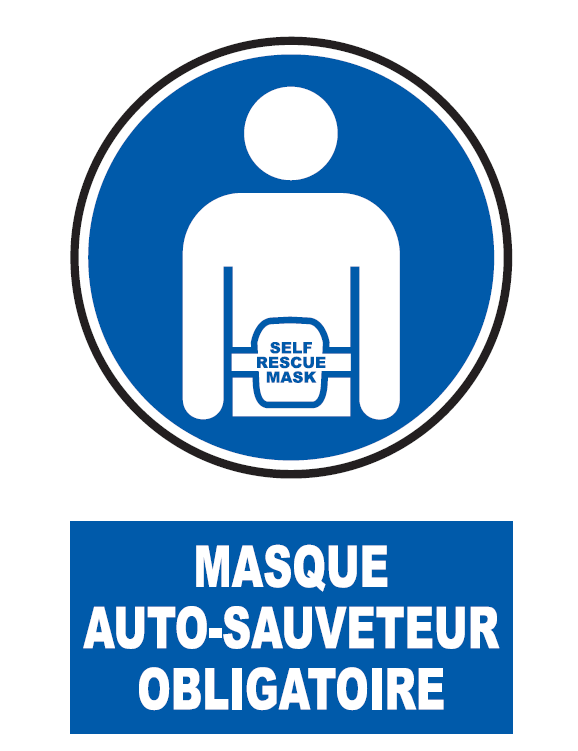 SELF
RESCUE
MASK
MASQUE
AUTO-SAUVETEUR
OBLIGATOIRE